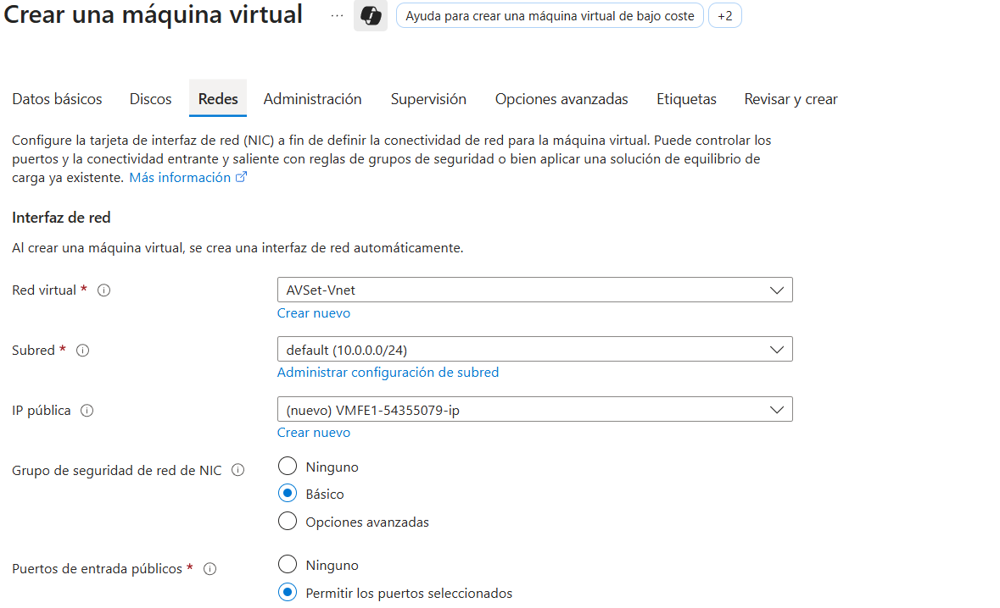 Crear una máquina virtual ... Ayuda para crear una máquina virtual de bajo coste +2
Datos básicos Discos Redes Administración Supervisión Opciones avanzadas Etiquetas Revisar y crear
Configure la tarjeta de interfaz de red (NIC) a fin de definir la conectividad de red para la máquina virtual. Puede controlar los
puertos y la conectividad entrante y saliente con reglas de grupos de seguridad o bien aplicar una solución de equilibrio de
carga ya existente. Más información
Interfaz de red
Al crear una máquina virtual, se crea una interfaz de red automáticamente.
Red virtual * AVSet-Vnet
Crear nuevo
Subred * default (10.0.0.0/24)
Administrar configuración de subred
IP pública (nuevo) VMFE1-54355079-ip
Crear nuevo
Grupo de seguridad de red de NIC Ninguno
Básico
Opciones avanzadas
Puertos de entrada públicos * Ninguno
Permitir los puertos seleccionados